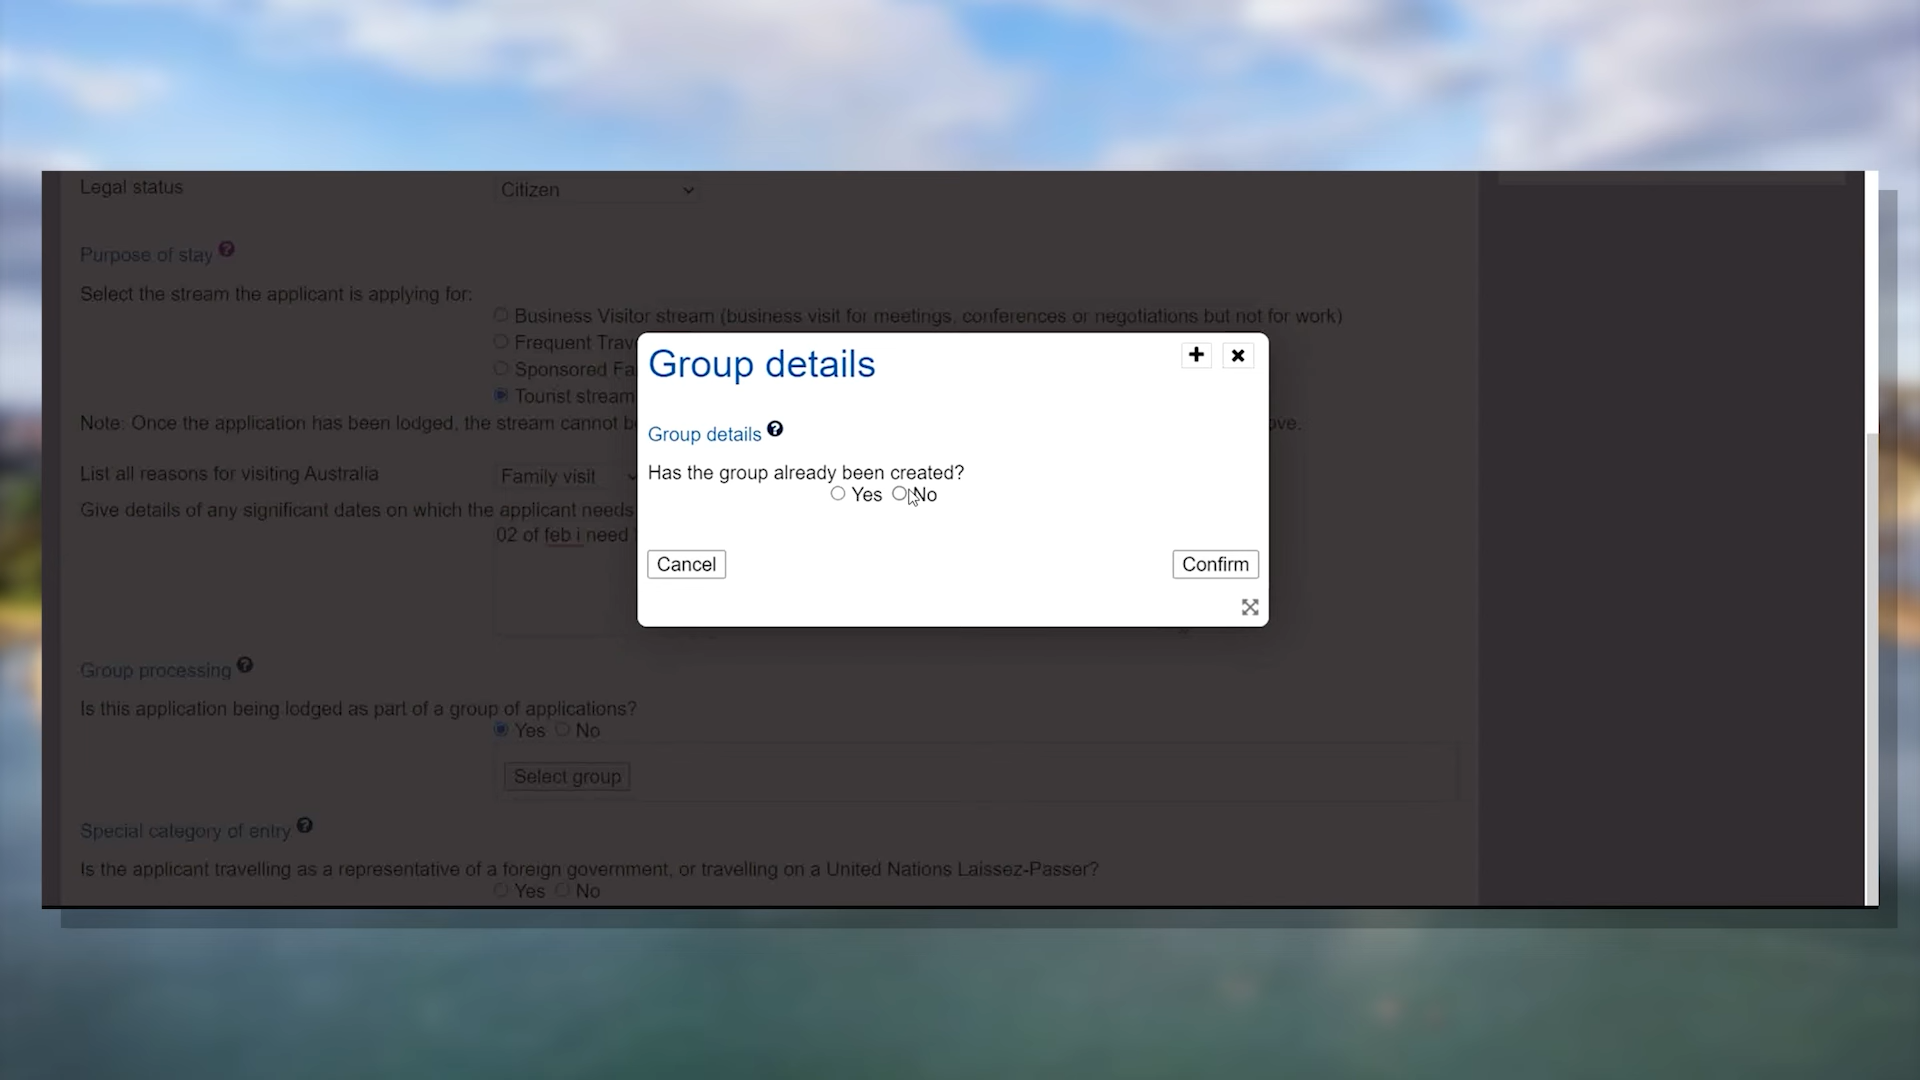 Legal status
Citizen
Purpose of stay ?
Select the stream the applicant is applying for:
Business Visitor stream (business visit for meetings, conferences or negotiations but not for work)
Frequent Trav
Sponsored Fa
Tourist stream
Note: Once the application has been lodged, the stream cannot b
ove.
List all reasons for visiting Australia
Family visit
Give details of any significant dates on which the applicant needs
02 of feb i need
Group details
Group details ?
Has the group already been created?
Yes No
Cancel
Confirm
Group processing ?
Is this application being lodged as part of a group of applications?
Yes No
Select group
Special category of entry ?
Is the applicant travelling as a representative of a foreign government, or travelling on a United Nations Laissez-Passer?
Yes No